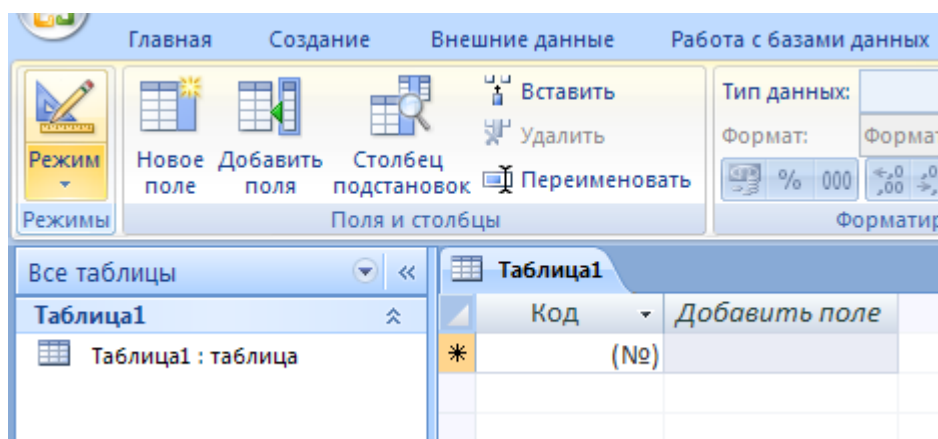 Главная Создание Внешние данные Работа с базами данных
Режим
Режимы
Новое поле
Добавить поля
Столбец подстановок
Вставить
Удалить
Переименовать
Поля и столбцы
Тип данных:
Формат:
% 000
,00
Все таблицы
Таблица1
Таблица1 : таблица
Таблица1
Код Добавить поле
(№)